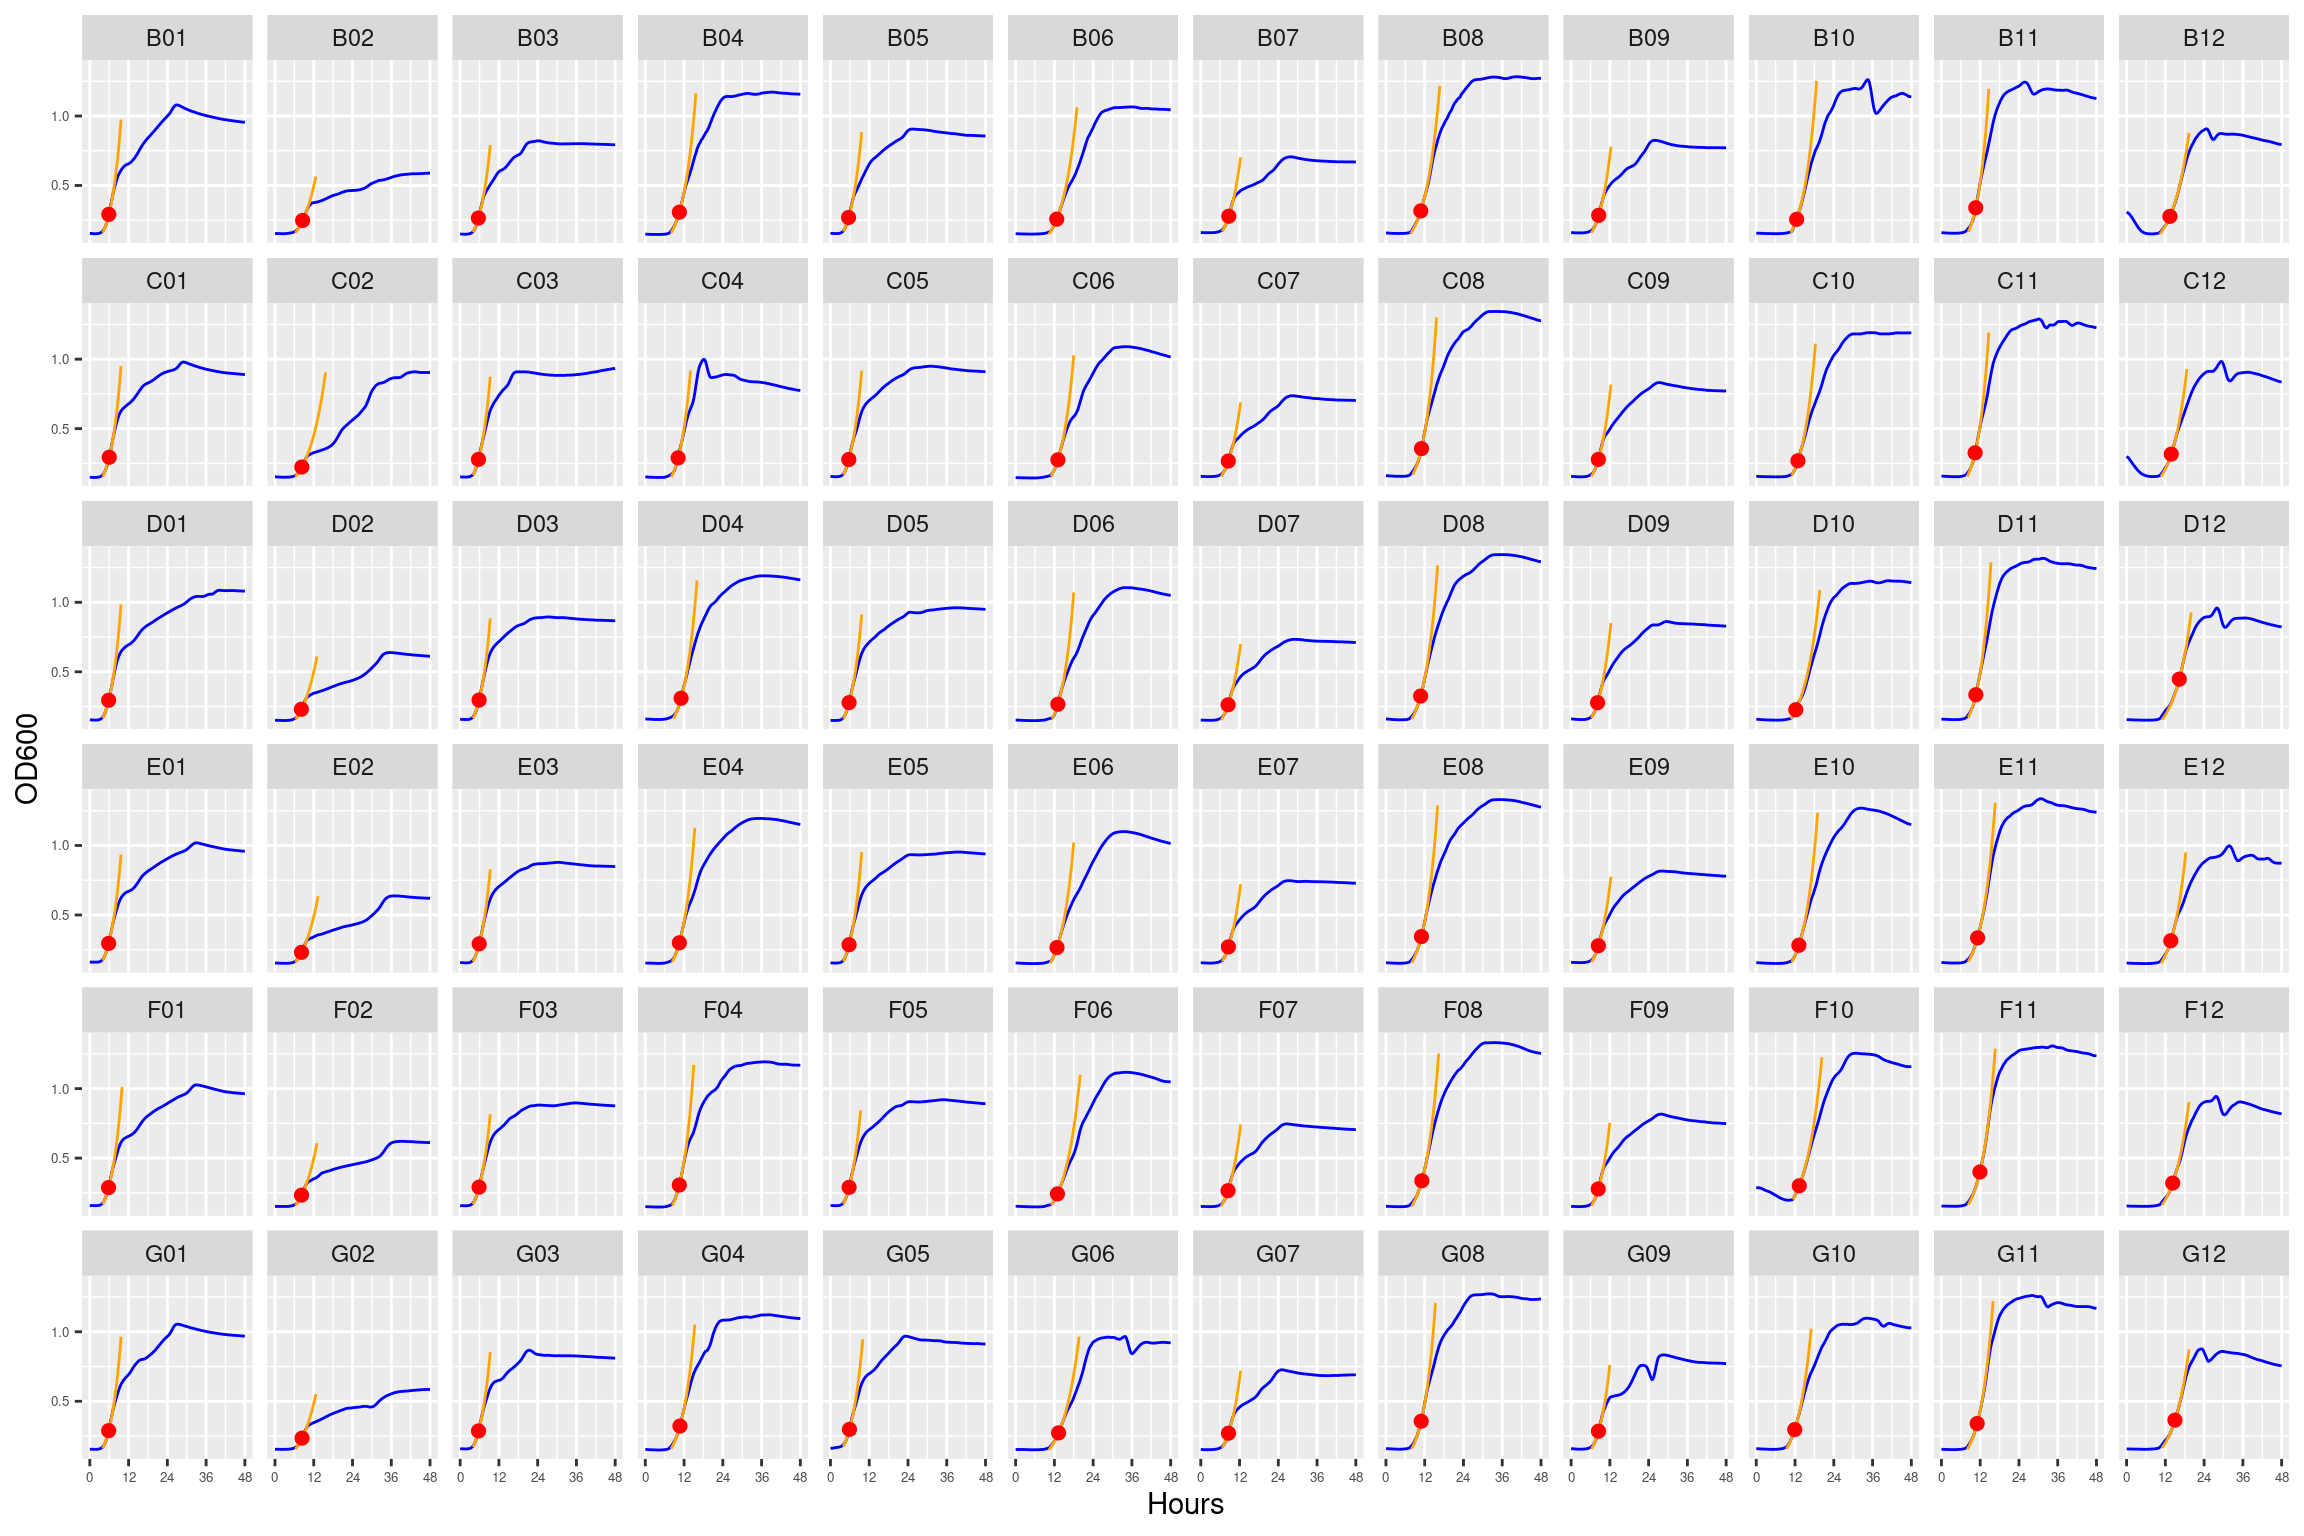 B01 B02 B03 B04 B05 B06 B07 B08 B09 B10 B11 B12
1.0
0.5
C01 C02 C03 C04 C05 C06 C07 C08 C09 C10 C11 C12
1.0
0.5
D01 D02 D03 D04 D05 D06 D07 D08 D09 D10 D11 D12
1.0
0.5
OD600
E01 E02 E03 E04 E05 E06 E07 E08 E09 E10 E11 E12
1.0
0.5
F01 F02 F03 F04 F05 F06 F07 F08 F09 F10 F11 F12
1.0
0.5
G01 G02 G03 G04 G05 G06 G07 G08 G09 G10 G11 G12
1.0
0.5
0 12 24 36 48 0 12 24 36 48 0 12 24 36 48 0 12 24 36 48 0 12 24 36 48 0 12 24 36 48 0 12 24 36 48 0 12 24 36 48 0 12 24 36 48 0 12 24 36 48 0 12 24 36 48 0 12 24 36 48
Hours